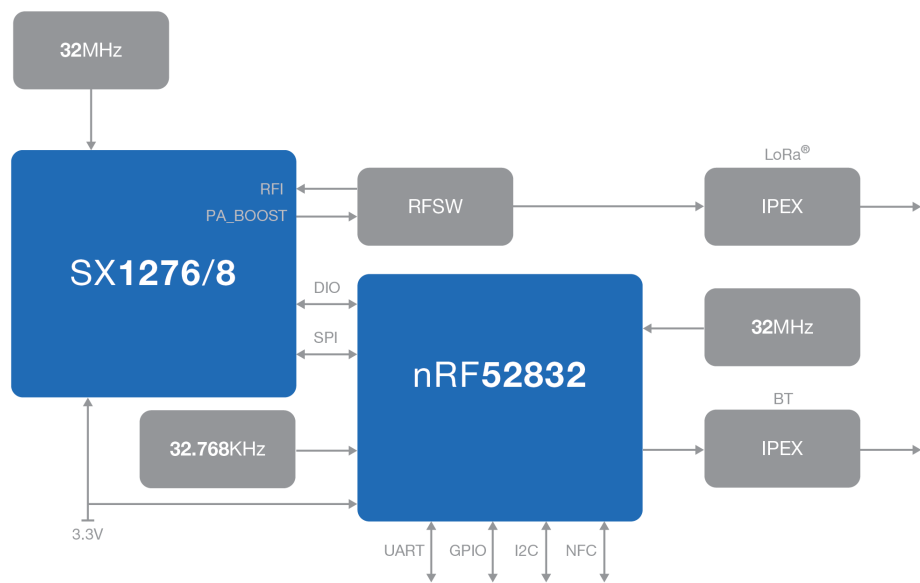 32MHz
LoRa®
RFI
PA_BOOST
RFSW
IPEX
SX1276/8
DIO
SPI
nRF52832
32MHz
BT
32.768KHz
IPEX
3.3V
UART
GPIO
I2C
NFC